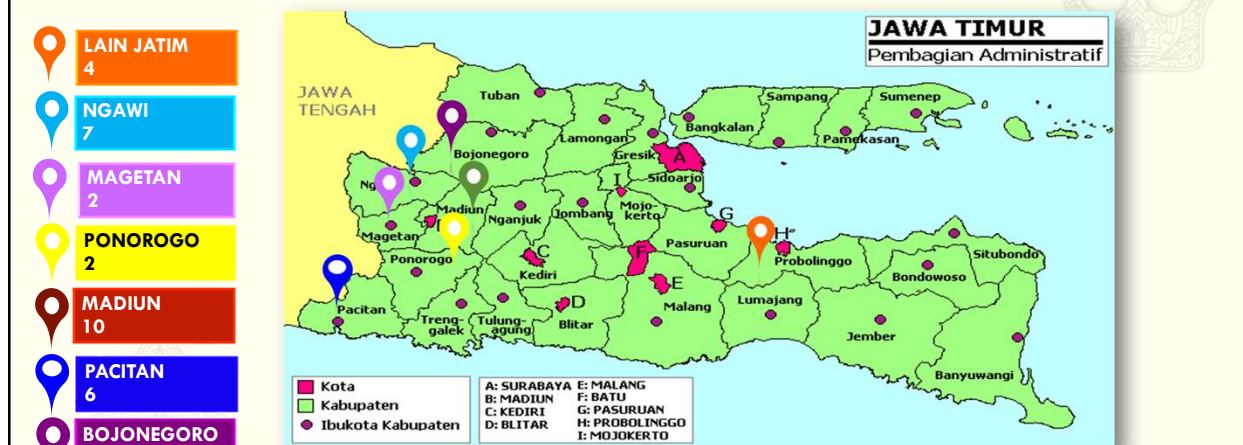 LAIN JATIM
4
NGAWI
7
MAGETAN
2
PONOROGO
2
MADIUN
10
PACITAN
6
BOJONEGORO
JAWA TIMUR
Pembagian Administratif
JAWA
TENGAH
Tuban
Sampang
Sumenep
Bangkalan
Pamekasan
Lamongan
Bojonegoro
Gresik
A
Sidoarjo
I
Ng
Madiun
Nganjuk
Jombang
Mojo-
kerto
Magetan
G
H
Pasuruan
Ponorogo
C
Kediri
F
Probolinggo
Situbondo
Bondowoso
E
Pacitan
Treng-
galek
Tulung-
agung
D
Blitar
Malang
Lumajang
Jember
Banyuwangi
Kota
Kabupaten
Ibukota Kabupaten
A: SURABAYA
B: MADIUN
C: KEDIRI
D: BLITAR
E: MALANG
F: BATU
G: PASURUAN
H: PROBOLINGGO
I: MOJOKERTO